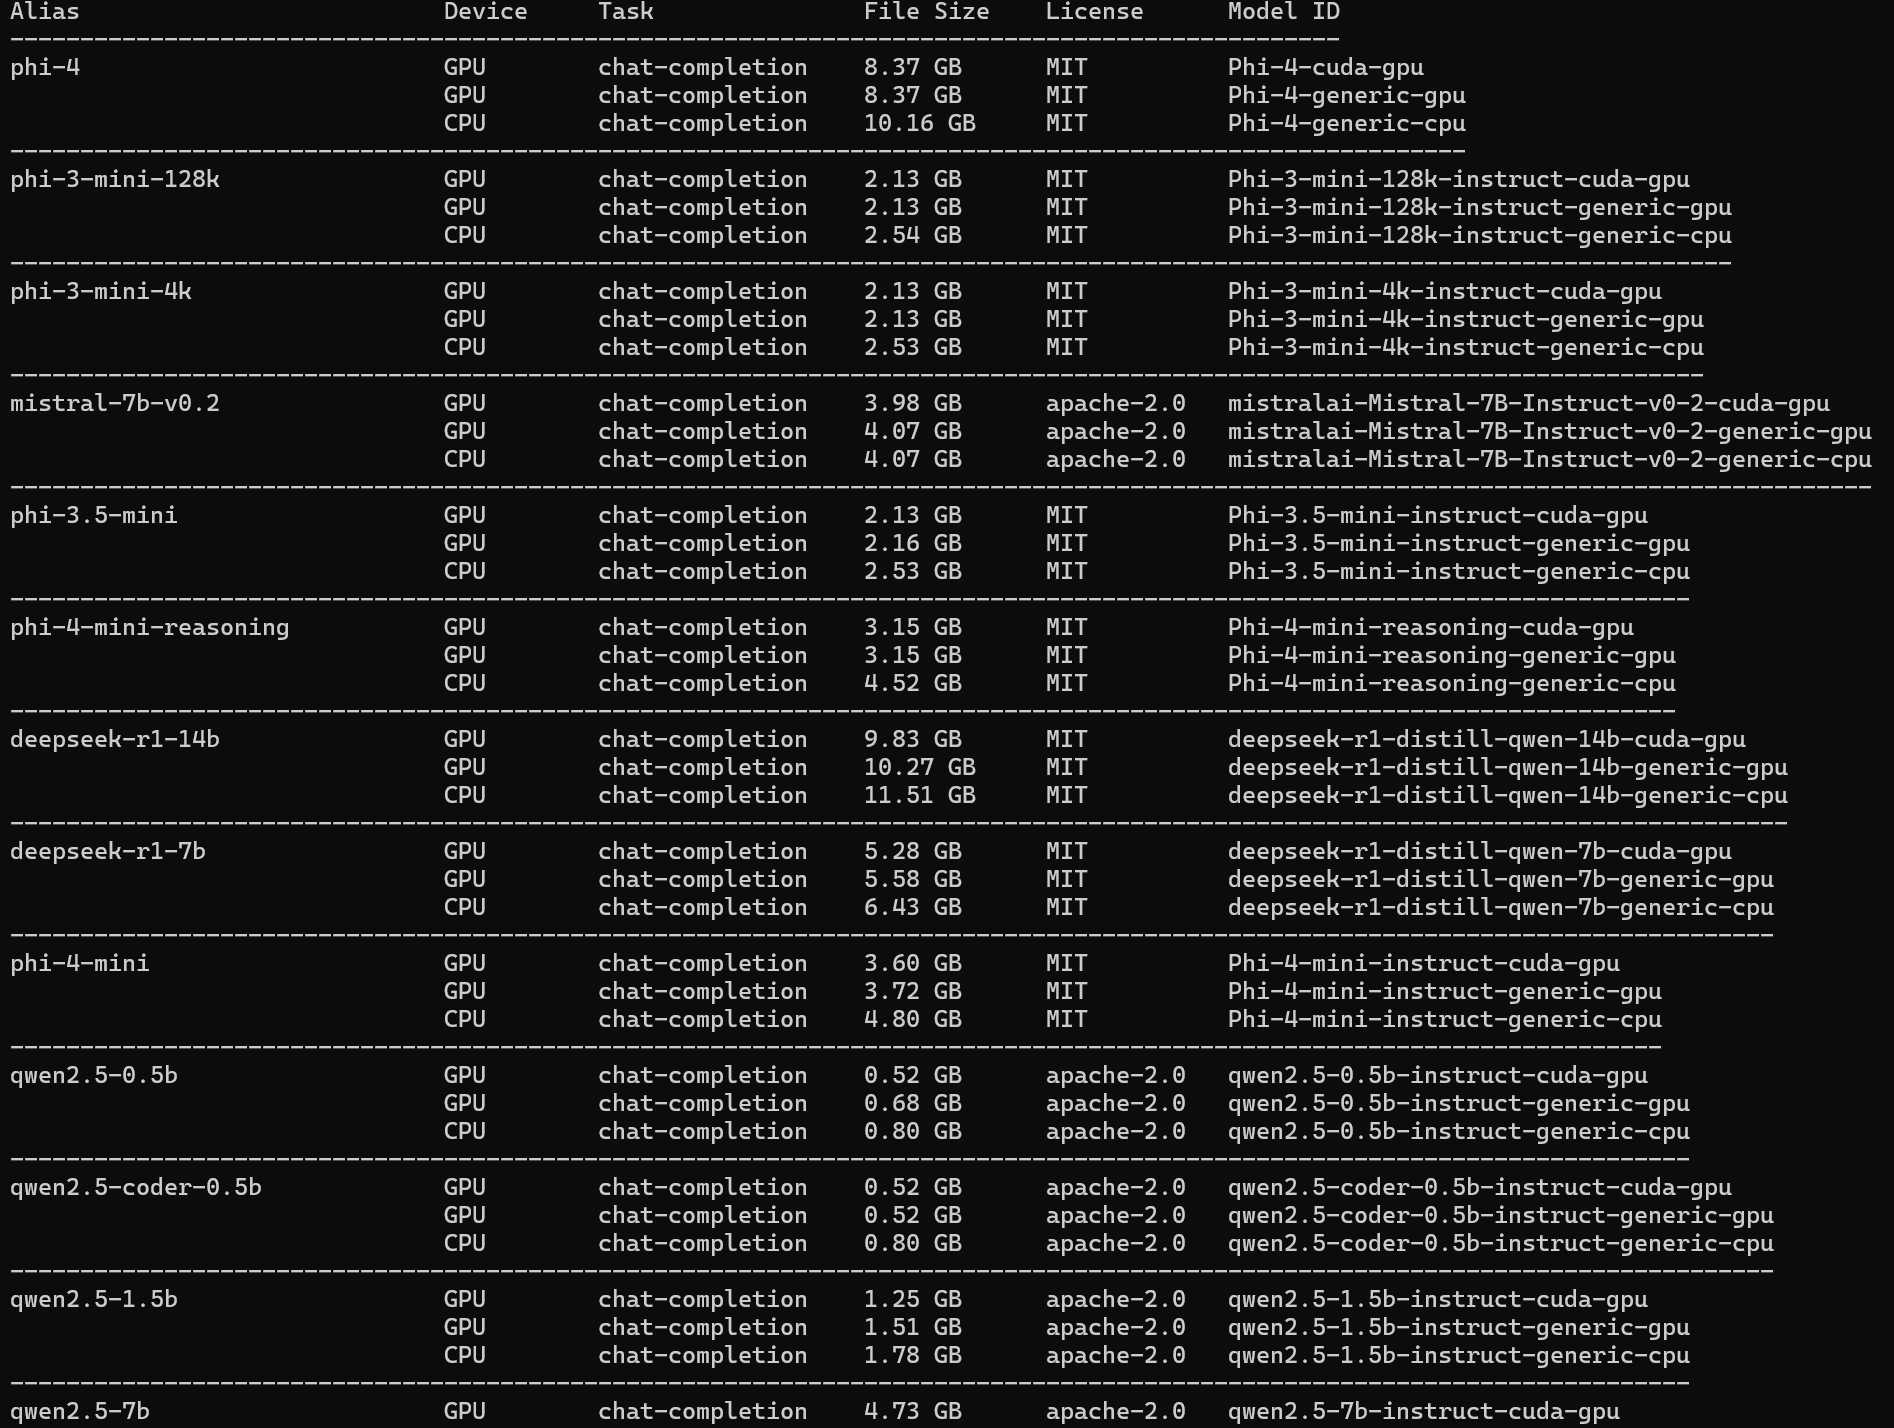 Alias Device Task File Size License Model ID
-----------------------------------------------------------------------------------------------
phi-4 GPU chat-completion 8.37 GB MIT Phi-4-cuda-gpu
GPU chat-completion 8.37 GB MIT Phi-4-generic-gpu
CPU chat-completion 10.16 GB MIT Phi-4-generic-cpu
--------------------------------------------------------------------------------------------------------
phi-3-mini-128k GPU chat-completion 2.13 GB MIT Phi-3-mini-128k-instruct-cuda-gpu
GPU chat-completion 2.13 GB MIT Phi-3-mini-128k-instruct-generic-gpu
CPU chat-completion 2.54 GB MIT Phi-3-mini-128k-instruct-generic-cpu
---------------------------------------------------------------------------------------------------------------------------
phi-3-mini-4k GPU chat-completion 2.13 GB MIT Phi-3-mini-4k-instruct-cuda-gpu
GPU chat-completion 2.13 GB MIT Phi-3-mini-4k-instruct-generic-gpu
CPU chat-completion 2.53 GB MIT Phi-3-mini-4k-instruct-generic-cpu
-------------------------------------------------------------------------------------------------------------------------
mistral-7b-v0.2 GPU chat-completion 3.98 GB apache-2.0 mistralai-Mistral-7B-Instruct-v0-2-cuda-gpu
GPU chat-completion 4.07 GB apache-2.0 mistralai-Mistral-7B-Instruct-v0-2-generic-gpu
CPU chat-completion 4.07 GB apache-2.0 mistralai-Mistral-7B-Instruct-v0-2-generic-cpu
-------------------------------------------------------------------------------------------------------------------------------------
phi-3.5-mini GPU chat-completion 2.13 GB MIT Phi-3.5-mini-instruct-cuda-gpu
GPU chat-completion 2.16 GB MIT Phi-3.5-mini-instruct-generic-gpu
CPU chat-completion 2.53 GB MIT Phi-3.5-mini-instruct-generic-cpu
------------------------------------------------------------------------------------------------------------------------
phi-4-mini-reasoning GPU chat-completion 3.15 GB MIT Phi-4-mini-reasoning-cuda-gpu
GPU chat-completion 3.15 GB MIT Phi-4-mini-reasoning-generic-gpu
CPU chat-completion 4.52 GB MIT Phi-4-mini-reasoning-generic-cpu
-----------------------------------------------------------------------------------------------------------------------
deepseek-r1-14b GPU chat-completion 9.83 GB MIT deepseek-r1-distill-qwen-14b-cuda-gpu
GPU chat-completion 10.27 GB MIT deepseek-r1-distill-qwen-14b-generic-gpu
CPU chat-completion 11.51 GB MIT deepseek-r1-distill-qwen-14b-generic-cpu
-------------------------------------------------------------------------------------------------------------------------------
deepseek-r1-7b GPU chat-completion 5.28 GB MIT deepseek-r1-distill-qwen-7b-cuda-gpu
GPU chat-completion 5.58 GB MIT deepseek-r1-distill-qwen-7b-generic-gpu
CPU chat-completion 6.43 GB MIT deepseek-r1-distill-qwen-7b-generic-cpu
------------------------------------------------------------------------------------------------------------------------------
phi-4-mini GPU chat-completion 3.60 GB MIT Phi-4-mini-instruct-cuda-gpu
GPU chat-completion 3.72 GB MIT Phi-4-mini-instruct-generic-gpu
CPU chat-completion 4.80 GB MIT Phi-4-mini-instruct-generic-cpu
----------------------------------------------------------------------------------------------------------------------
qwen2.5-0.5b GPU chat-completion 0.52 GB apache-2.0 qwen2.5-0.5b-instruct-cuda-gpu
GPU chat-completion 0.68 GB apache-2.0 qwen2.5-0.5b-instruct-generic-gpu
CPU chat-completion 0.80 GB apache-2.0 qwen2.5-0.5b-instruct-generic-cpu
------------------------------------------------------------------------------------------------------------------------
qwen2.5-coder-0.5b GPU chat-completion 0.52 GB apache-2.0 qwen2.5-coder-0.5b-instruct-cuda-gpu
GPU chat-completion 0.52 GB apache-2.0 qwen2.5-coder-0.5b-instruct-generic-gpu
CPU chat-completion 0.80 GB apache-2.0 qwen2.5-coder-0.5b-instruct-generic-cpu
------------------------------------------------------------------------------------------------------------------------------
qwen2.5-1.5b GPU chat-completion 1.25 GB apache-2.0 qwen2.5-1.5b-instruct-cuda-gpu
GPU chat-completion 1.51 GB apache-2.0 qwen2.5-1.5b-instruct-generic-gpu
CPU chat-completion 1.78 GB apache-2.0 qwen2.5-1.5b-instruct-generic-cpu
------------------------------------------------------------------------------------------------------------------------
qwen2.5-7b GPU chat-completion 4.73 GB apache-2.0 qwen2.5-7b-instruct-cuda-gpu